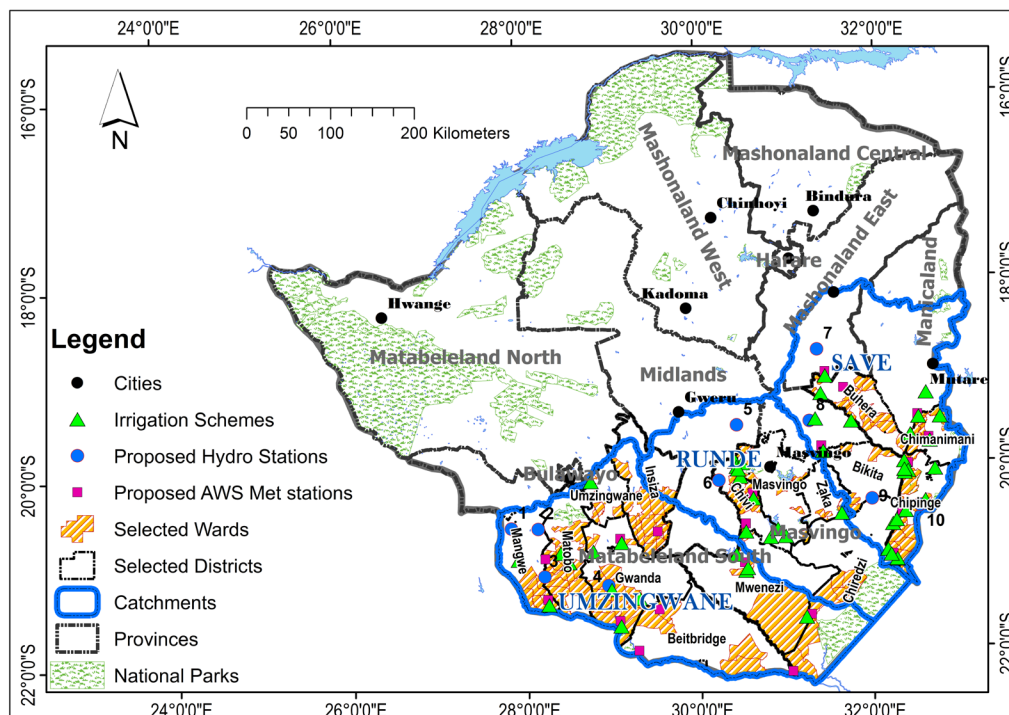 24°0'0"E 26°0'0"E 28°0'0"E 30°0'0"E 32°0'0"E
16°0'0"S
16°0'0"S
N
0 50 100 200 Kilometers
Mashonaland Central
Mashonaland West
Chinhoyi
Bindura
Mashonaland East
Harare
Manicaland
18°0'0"S
18°0'0"S
Hwange
Kadoma
Matabeleland North
Midlands
Gweru
7
SAVE
Mutare
Buhera
5
8
Chimanimani
Legend
Cities
Irrigation Schemes
Proposed Hydro Stations
Proposed AWS Met stations
Selected Wards
Selected Districts
Catchments
Provinces
National Parks
Bulawayo
Umzingwane
Insiza
RUNDE
Masvingo
6
Chivi
Masvingo
Zaka
Bikita
9
Chipinge
10
20°0'0"S
20°0'0"S
1
2
Mangwe
Matobo
3
Matabeleland South
Masvingo
4
Gwanda
Mwenezi
Chiredzi
UMZINGWANE
Beitbridge
22°0'0"S
22°0'0"S
24°0'0"E 26°0'0"E 28°0'0"E 30°0'0"E 32°0'0"E